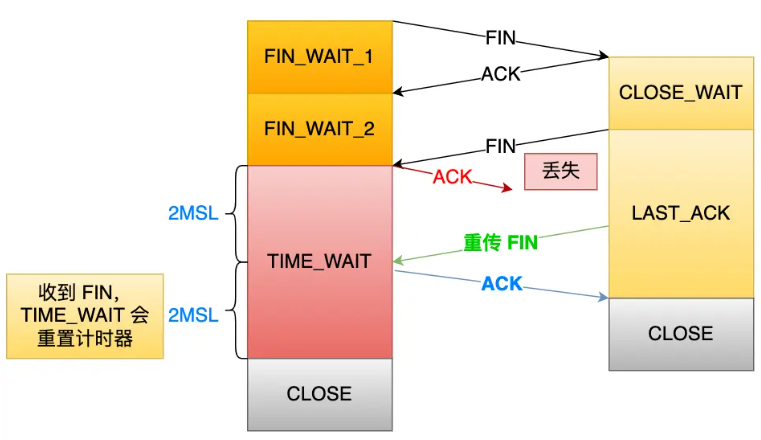 FIN_WAIT_1
FIN
ACK
CLOSE_WAIT
FIN_WAIT_2
FIN
ACK
丢失
2MSL
LAST_ACK
重传 FIN
TIME_WAIT
ACK
收到 FIN,
TIME_WAIT 会
重置计时器
2MSL
CLOSE
CLOSE